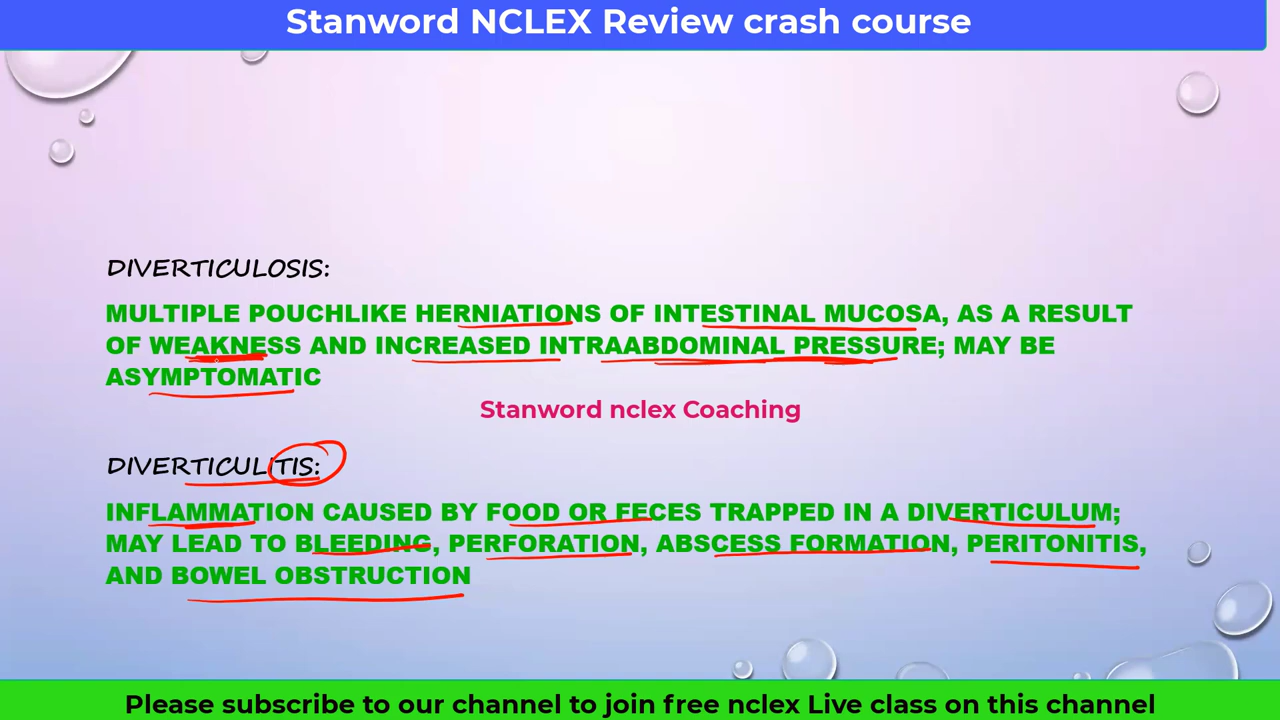 Stanword NCLEX Review crash course
DIVERTICULOSIS:
MULTIPLE POUCHLIKE HERNIATIONS OF INTESTINAL MUCOSA, AS A RESULT
OF WEAKNESS AND INCREASED INTRAABDOMINAL PRESSURE; MAY BE
ASYMPTOMATIC
Stanword nclex Coaching
DIVERTICULITIS:
INFLAMMATION CAUSED BY FOOD OR FECES TRAPPED IN A DIVERTICULUM;
MAY LEAD TO BLEEDING, PERFORATION, ABSCESS FORMATION, PERITONITIS,
AND BOWEL OBSTRUCTION
Please subscribe to our channel to join free nclex Live class on this channel